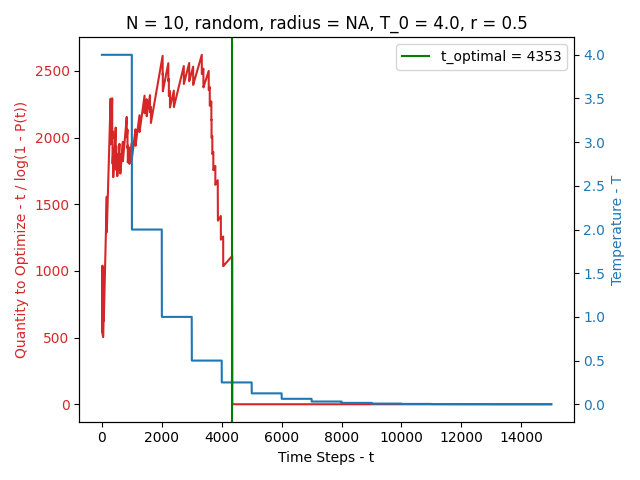 N = 10, random, radius = NA, T_0 = 4.0, r = 0.5
t_optimal = 4353
Quantity to Optimize - t / log(1 - P(t))
2500
2000
1500
1000
500
0
4.0
3.5
3.0
2.5
2.0
1.5
1.0
0.5
0.0
Temperature - T
0 2000 4000 6000 8000 10000 12000 14000
Time Steps - t